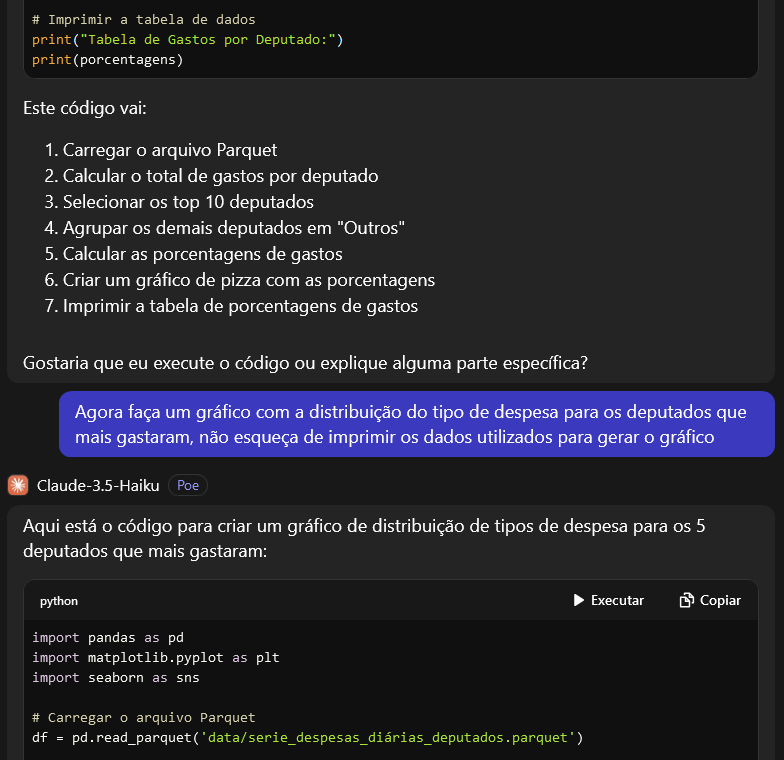 # Imprimir a tabela de dados
print("Tabela de Gastos por Deputado:")
print(porcentagens)
Este código vai:
1. Carregar o arquivo Parquet
2. Calcular o total de gastos por deputado
3. Selecionar os top 10 deputados
4. Agrupar os demais deputados em "Outros"
5. Calcular as porcentagens de gastos
6. Criar um gráfico de pizza com as porcentagens
7. Imprimir a tabela de porcentagens de gastos
Gostaria que eu execute o código ou explique alguma parte específica?
Agora faça um gráfico com a distribuição do tipo de despesa para os deputados que
mais gastaram, não esqueça de imprimir os dados utilizados para gerar o gráfico
Claude-3.5-Haiku Poe
Aqui está o código para criar um gráfico de distribuição de tipos de despesa para os 5
deputados que mais gastaram:
python Executar Copiar
import pandas as pd
import matplotlib.pyplot as plt
import seaborn as sns
# Carregar o arquivo Parquet
df = pd.read_parquet('data/serie_despesas_diárias_deputados.parquet')